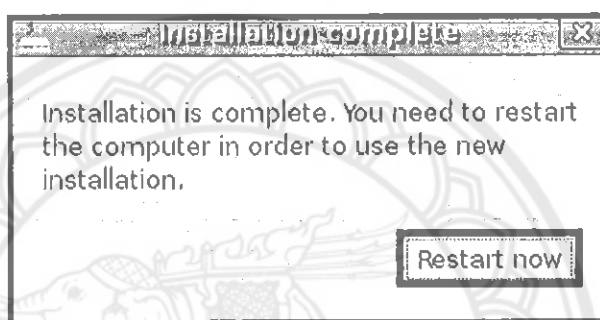 Installation complete
Installation is complete. You need to restart
the computer in order to use the new
installation.
Restart now